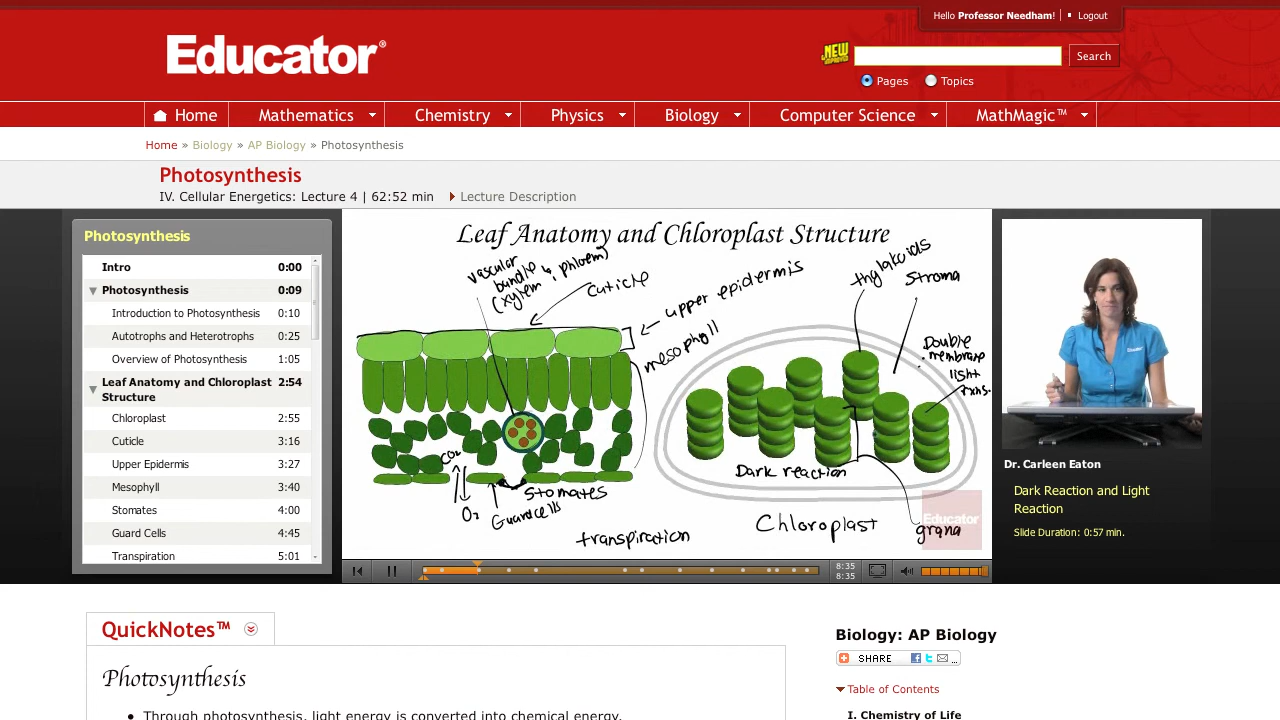 Hello Professor Needham! Logout
Educator®
NEW
Search
Pages Topics
Home Mathematics Chemistry Physics Biology Computer Science MathMagic™
Home » Biology » AP Biology » Photosynthesis
Photosynthesis
IV. Cellular Energetics: Lecture 4 | 62:52 min Lecture Description
Photosynthesis
Intro 0:00
Photosynthesis 0:09
Introduction to Photosynthesis 0:10
Autotrophs and Heterotrophs 0:25
Overview of Photosynthesis 1:05
Leaf Anatomy and Chloroplast 2:54
Structure
Chloroplast 2:55
Cuticle 3:16
Upper Epidermis 3:27
Mesophyll 3:40
Stomates 4:00
Guard Cells 4:45
Transpiration 5:01
Leaf Anatomy and Chloroplast Structure
vascular
bundle
(xylem & phloem)
cuticle
upper epidermis
mesophyll
thylakoids
stroma
Double
membrane
light
rxns.
CO2
O2
Guard cells
Stomates
transpiration
Dark reaction
Chloroplast
grana
Educator
8:35
8:35
Educator
Dr. Carleen Eaton
Dark Reaction and Light
Reaction
Slide Duration: 0:57 min.
QuickNotes™
Photosynthesis
• Through photosynthesis, light energy is converted into chemical energy.
Biology: AP Biology
SHARE ...
Table of Contents
I. Chemistry of Life